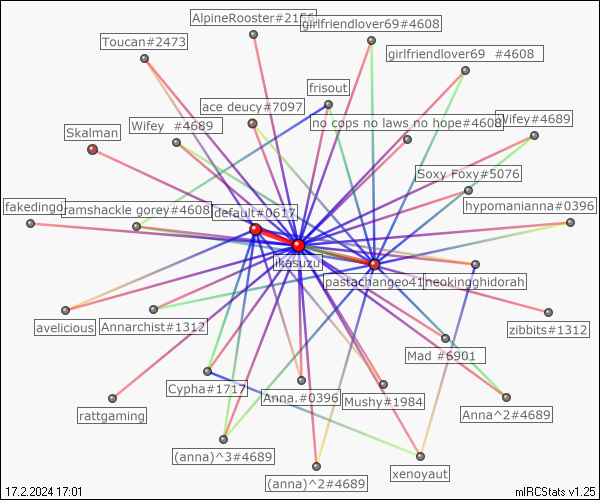 AlpineRooster#2156
girlfriendlover69#4608
Toucan#2473
girlfriendlover69 #4608
frisout
ace deucy#7097
no cops no laws no hope#4608
Wifey#4689
Wifey #4689
Skalman
Soxy Foxy#5076
fakedingo
ramshackle gorey#4608
default#0617
hypomanianna#0396
ikasuzu
pastachangeo41
neokingghidorah
avelicious
Annarchist#1312
zibbits#1312
Mad #6901
Cypha#1717
Anna.#0396
Mushy#1984
Anna^2#4689
rattgaming
(anna)^3#4689
(anna)^2#4689
xenoyaut
17.2.2024 17:01
mIRCStats v1.25